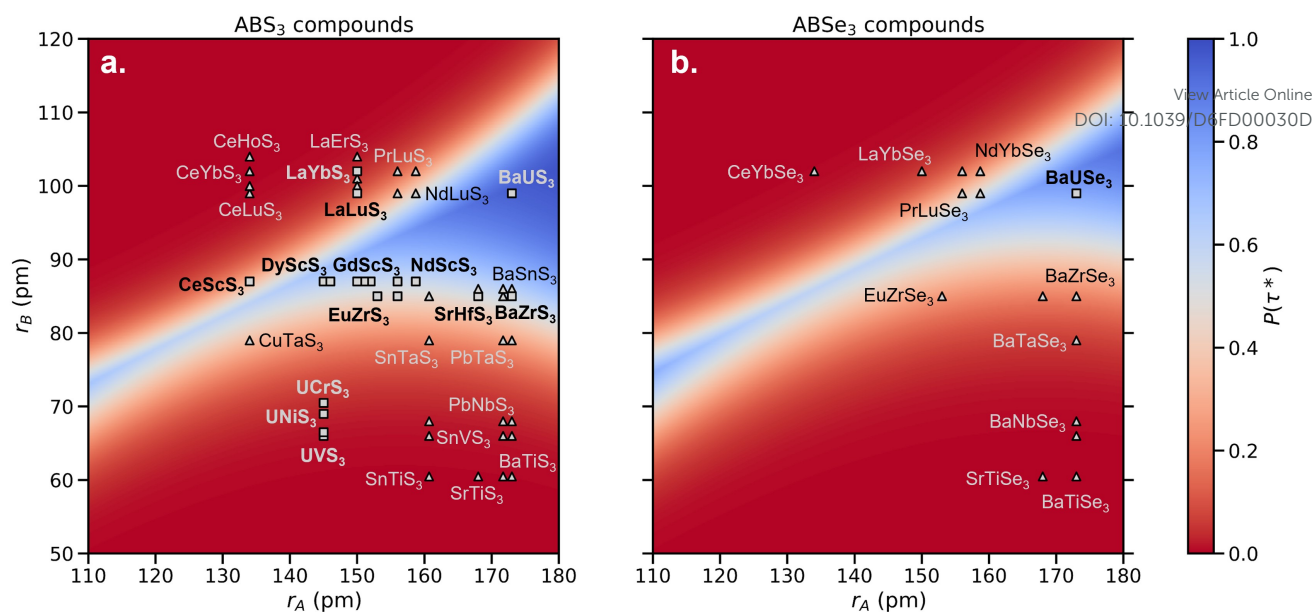 ABS₃ compounds
a.
120
110
100
90
80
70
60
50
r_B (pm)
110
120
130
140
150
160
170
180
r_A (pm)
CeHoS₃
LaErS₃
PrLuS₃
CeYbS₃
LaYbS₃
BaUS₃
NdLuS₃
CeLuS₃
LaLuS₃
DyScS₃
GdScS₃
NdScS₃
BaSnS₃
CeScS₃
EuZrS₃
SrHfS₃
BaZrS₃
CuTaS₃
SnTaS₃
PbTaS₃
UCrS₃
PbNbS₃
UNiS₃
SnVS₃
UVS₃
BaTiS₃
SnTiS₃
SrTiS₃
ABSe₃ compounds
b.
110
120
130
140
150
160
170
180
r_A (pm)
LaYbSe₃
NdYbSe₃
CeYbSe₃
BaUSe₃
PrLuSe₃
BaZrSe₃
EuZrSe₃
BaTaSe₃
BaNbSe₃
SrTiSe₃
BaTiSe₃
1.0
0.8
0.6
0.4
0.2
0.0
P(τ*)
View Article Online
DOI: 10.1039/D6FD00030D